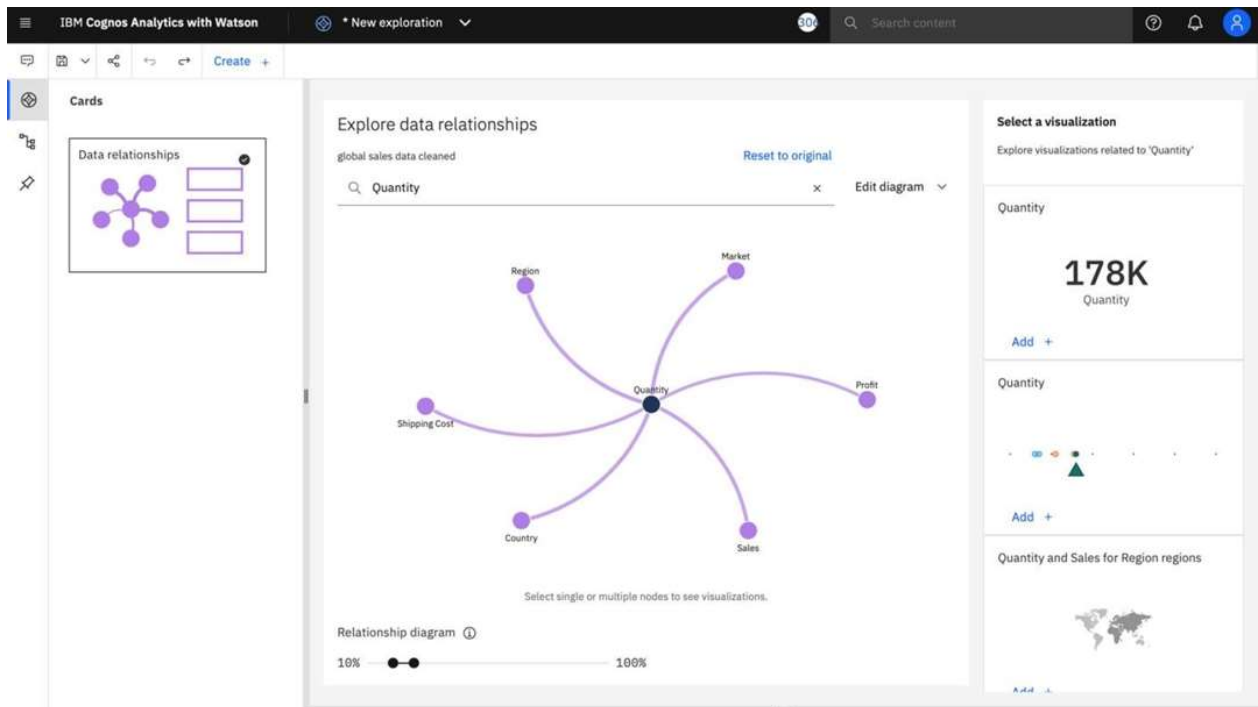 IBM Cognos Analytics with Watson
* New exploration
306
Search content
Create +
Cards
Data relationships
Explore data relationships
global sales data cleaned
Reset to original
Quantity
Edit diagram
Region
Market
Quantity
Profit
Shipping Cost
Country
Sales
Select single or multiple nodes to see visualizations.
Relationship diagram
10%
100%
Select a visualization
Explore visualizations related to 'Quantity'
Quantity
178K
Quantity
Add +
Quantity
Add +
Quantity and Sales for Region regions
Add +